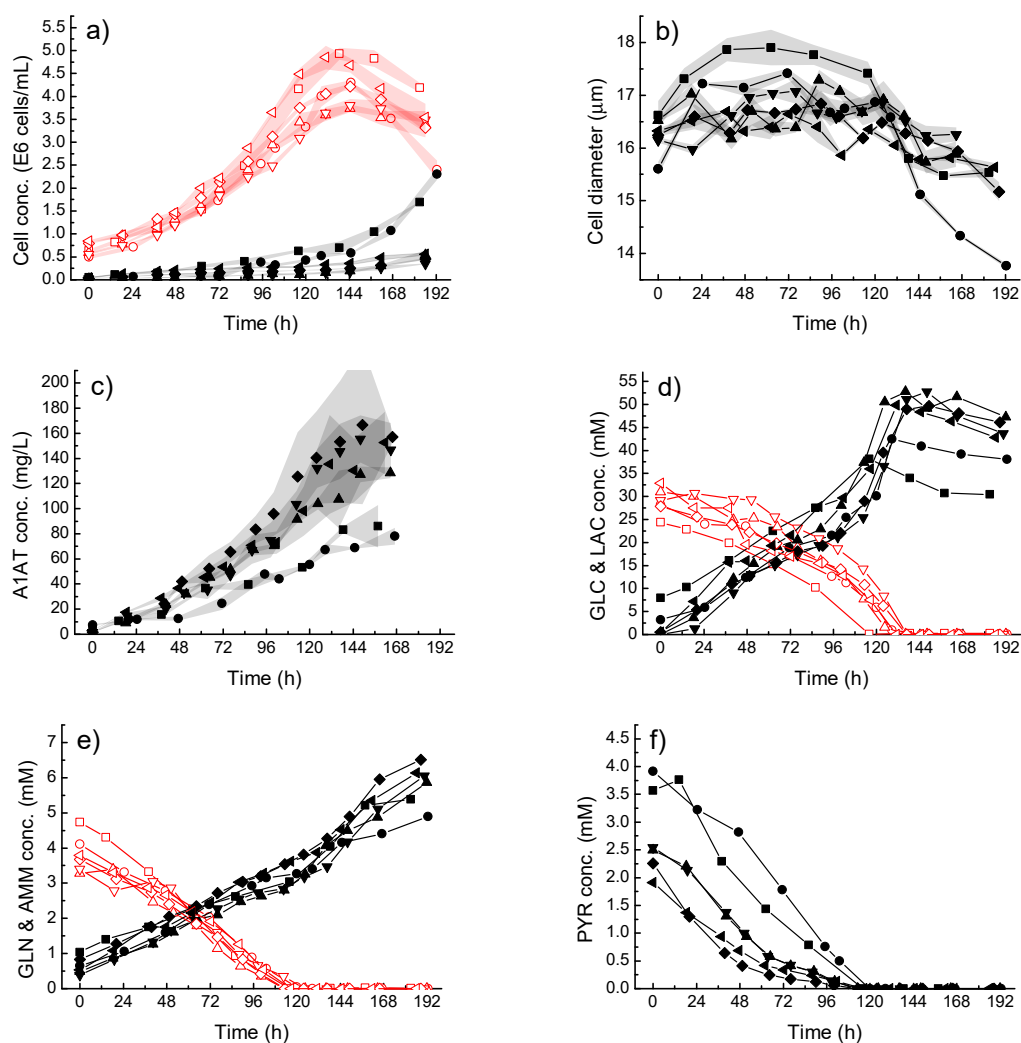 a)
Cell conc. (E6 cells/mL)
5.5
5.0
4.5
4.0
3.5
3.0
2.5
2.0
1.5
1.0
0.5
0.0
0 24 48 72 96 120 144 168 192
Time (h)
b)
Cell diameter (µm)
18
17
16
15
14
0 24 48 72 96 120 144 168 192
Time (h)
c)
A1AT conc. (mg/L)
200
180
160
140
120
100
80
60
40
20
0
0 24 48 72 96 120 144 168 192
Time (h)
d)
GLC & LAC conc. (mM)
55
50
45
40
35
30
25
20
15
10
5
0
0 24 48 72 96 120 144 168 192
Time (h)
e)
GLN & AMM conc. (mM)
7
6
5
4
3
2
1
0
0 24 48 72 96 120 144 168 192
Time (h)
f)
PYR conc. (mM)
4.5
4.0
3.5
3.0
2.5
2.0
1.5
1.0
0.5
0.0
0 24 48 72 96 120 144 168 192
Time (h)